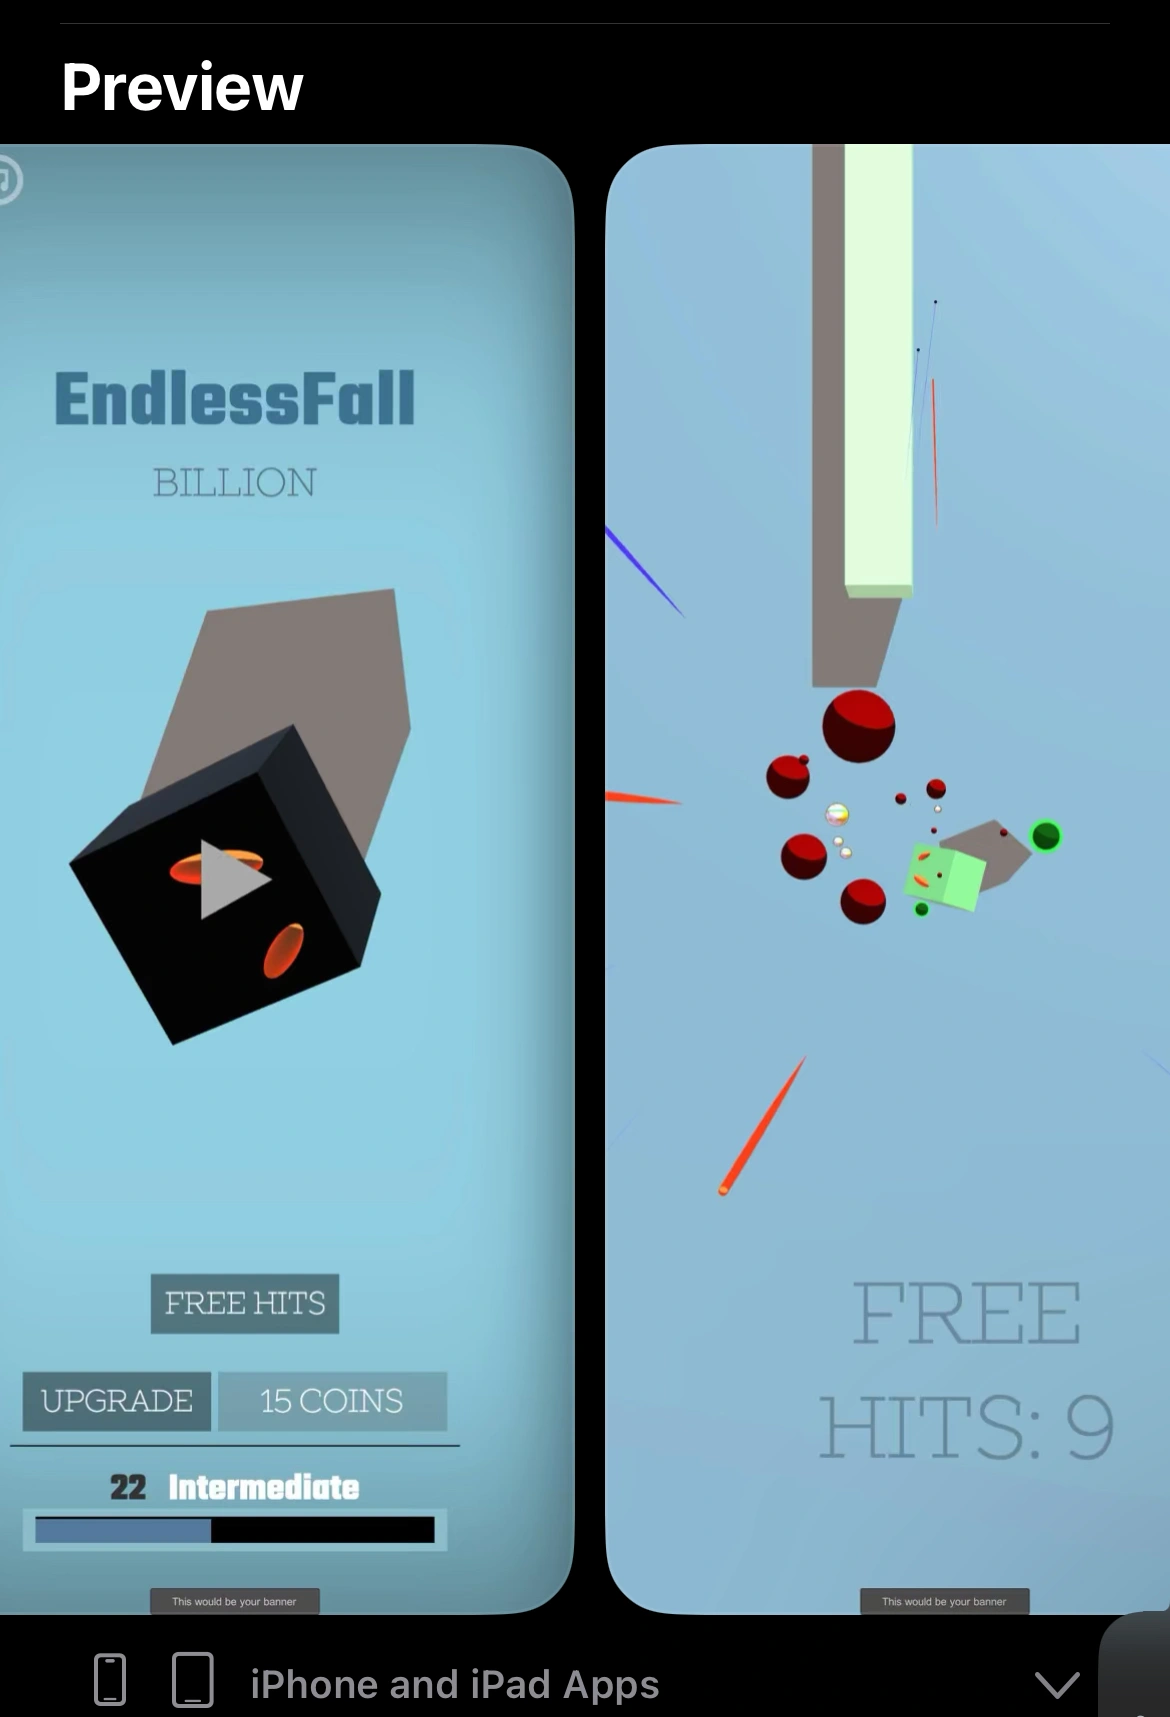 Preview
EndlessFall
BILLION
FREE HITS
UPGRADE
15 COINS
22 Intermediate
This would be your banner
FREE
HITS: 9
This would be your banner
iPhone and iPad Apps